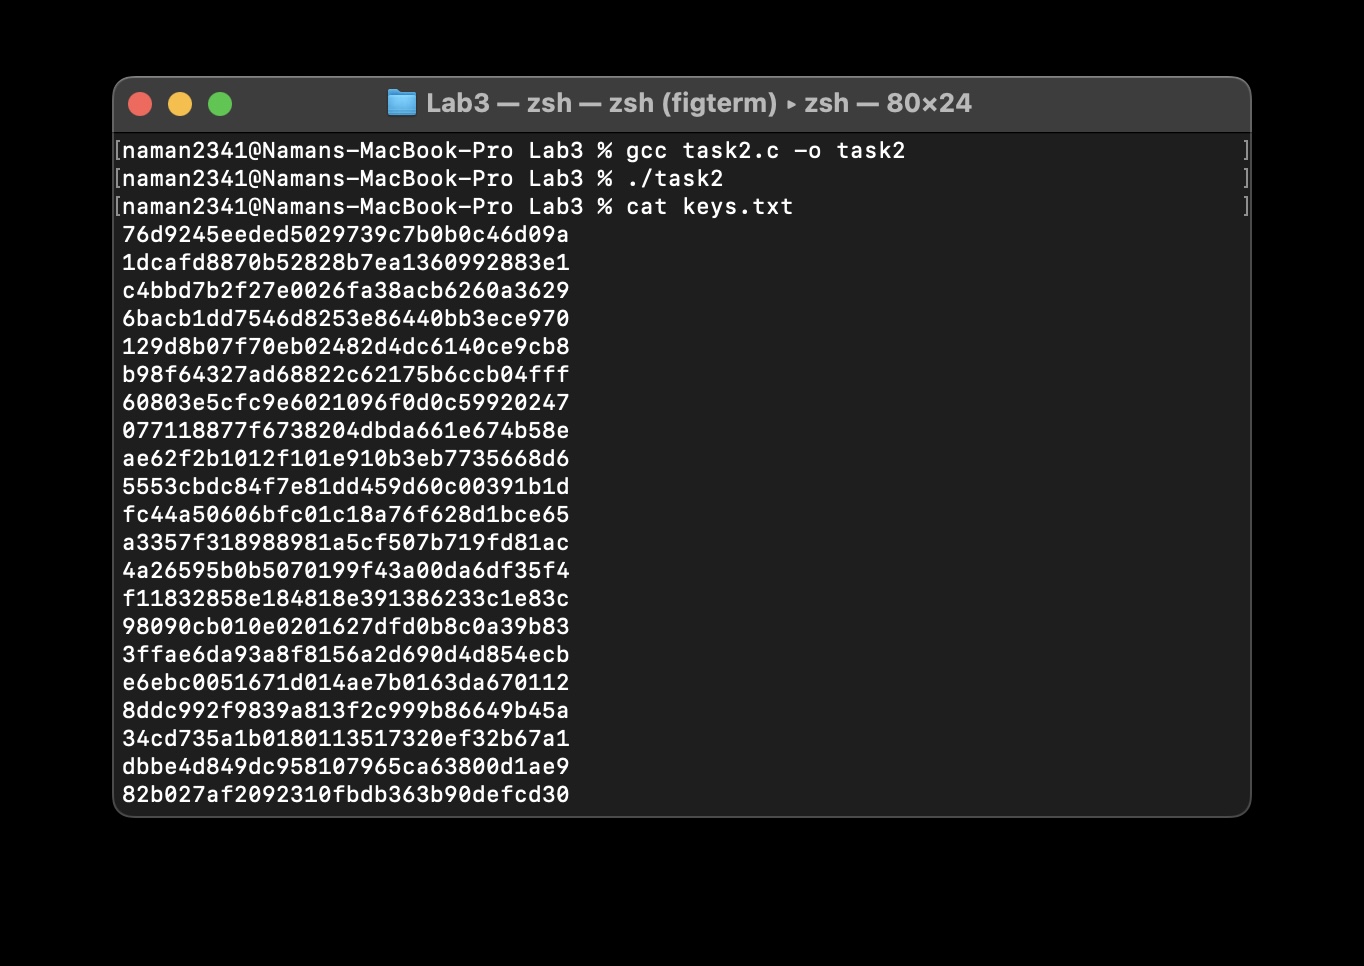 Lab3 — zsh — zsh (figterm) ▸ zsh — 80×24
[naman2341@Namans-MacBook-Pro Lab3 % gcc task2.c -o task2 ]
[naman2341@Namans-MacBook-Pro Lab3 % ./task2 ]
[naman2341@Namans-MacBook-Pro Lab3 % cat keys.txt ]
76d9245eeded5029739c7b0b0c46d09a
1dcafd8870b52828b7ea1360992883e1
c4bbd7b2f27e0026fa38acb6260a3629
6bacb1dd7546d8253e86440bb3ece970
129d8b07f70eb02482d4dc6140ce9cb8
b98f64327ad68822c62175b6ccb04fff
60803e5cfc9e6021096f0d0c59920247
077118877f6738204dbda661e674b58e
ae62f2b1012f101e910b3eb7735668d6
5553cbdc84f7e81dd459d60c00391b1d
fc44a50606bfc01c18a76f628d1bce65
a3357f318988981a5cf507b719fd81ac
4a26595b0b5070199f43a00da6df35f4
f11832858e184818e391386233c1e83c
98090cb010e0201627dfd0b8c0a39b83
3ffae6da93a8f8156a2d690d4d854ecb
e6ebc0051671d014ae7b0163da670112
8ddc992f9839a813f2c999b86649b45a
34cd735a1b0180113517320ef32b67a1
dbbe4d849dc958107965ca63800d1ae9
82b027af2092310fbdb363b90defcd30